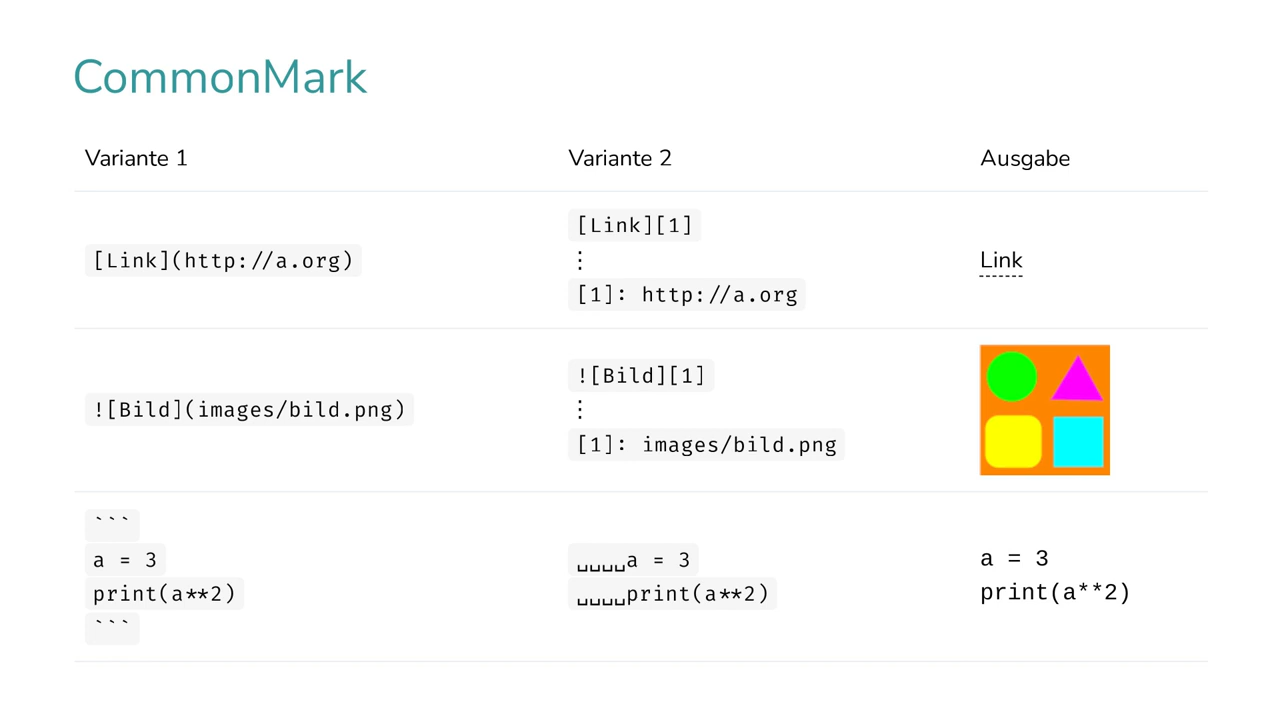 CommonMark
Variante 1 Variante 2 Ausgabe
[Link](http://a.org)
[Link][1]
⋮
[1]: http://a.org
Link
![Bild](images/bild.png)
![Bild][1]
⋮
[1]: images/bild.png
```
a = 3
print(a**2)
```
␣␣␣␣a = 3
␣␣␣␣print(a**2)
a = 3
print(a**2)